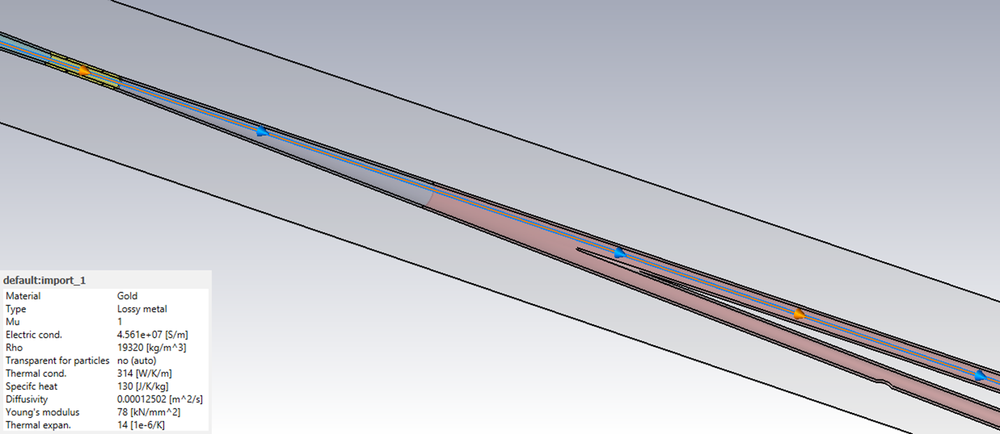 default:import_1
Material Gold
Type Lossy metal
Mu 1
Electric cond. 4.561e+07 [S/m]
Rho 19320 [kg/m^3]
Transparent for particles no (auto)
Thermal cond. 314 [W/K/m]
Specifc heat 130 [J/K/kg]
Diffusivity 0.00012502 [m^2/s]
Young's modulus 78 [kN/mm^2]
Thermal expan. 14 [1e-6/K]